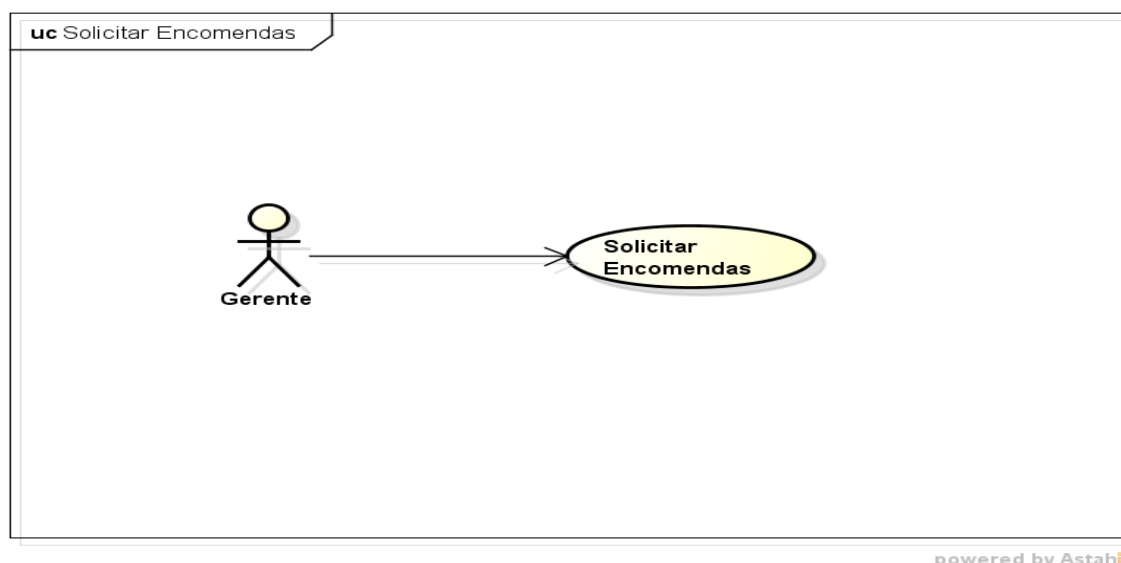 uc Solicitar Encomendas
Solicitar
Encomendas
Gerente
powered by Astah